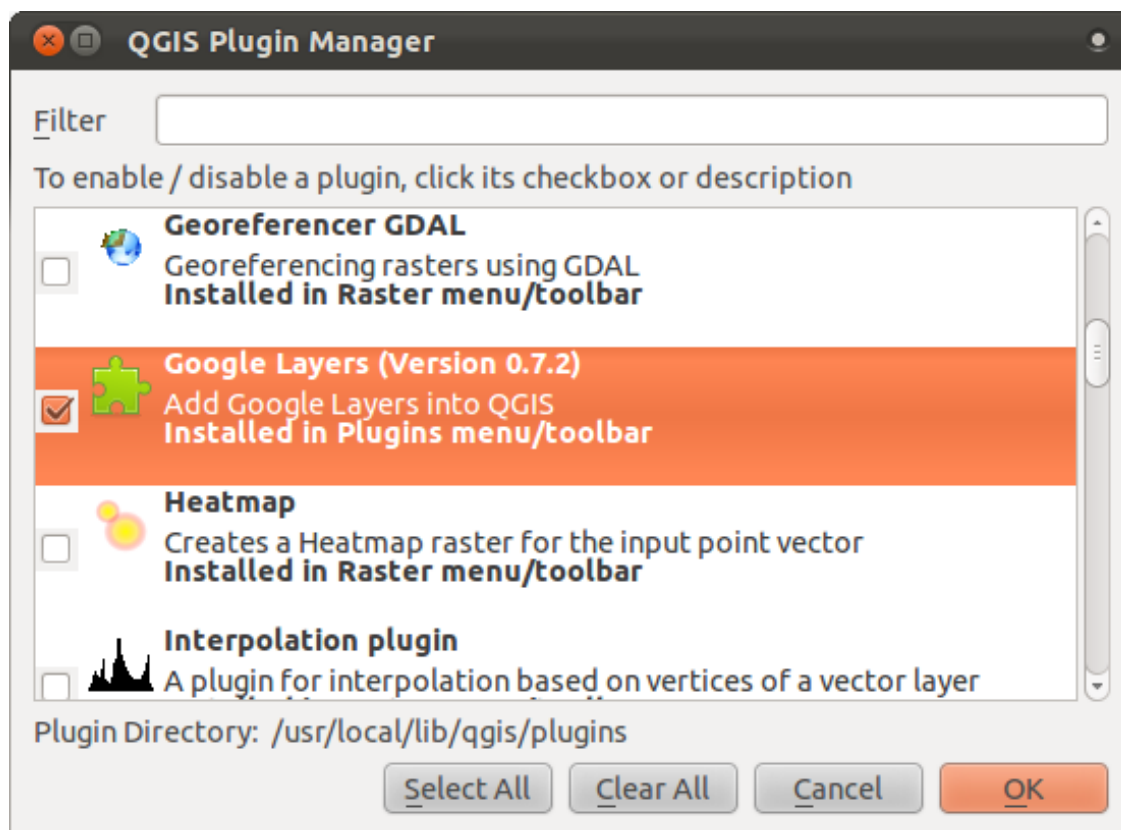 QGIS Plugin Manager
Filter
To enable / disable a plugin, click its checkbox or description
Georeferencer GDAL
Georeferencing rasters using GDAL
Installed in Raster menu/toolbar
Google Layers (Version 0.7.2)
Add Google Layers into QGIS
Installed in Plugins menu/toolbar
Heatmap
Creates a Heatmap raster for the input point vector
Installed in Raster menu/toolbar
Interpolation plugin
A plugin for interpolation based on vertices of a vector layer
Plugin Directory: /usr/local/lib/qgis/plugins
Select All
Clear All
Cancel
OK